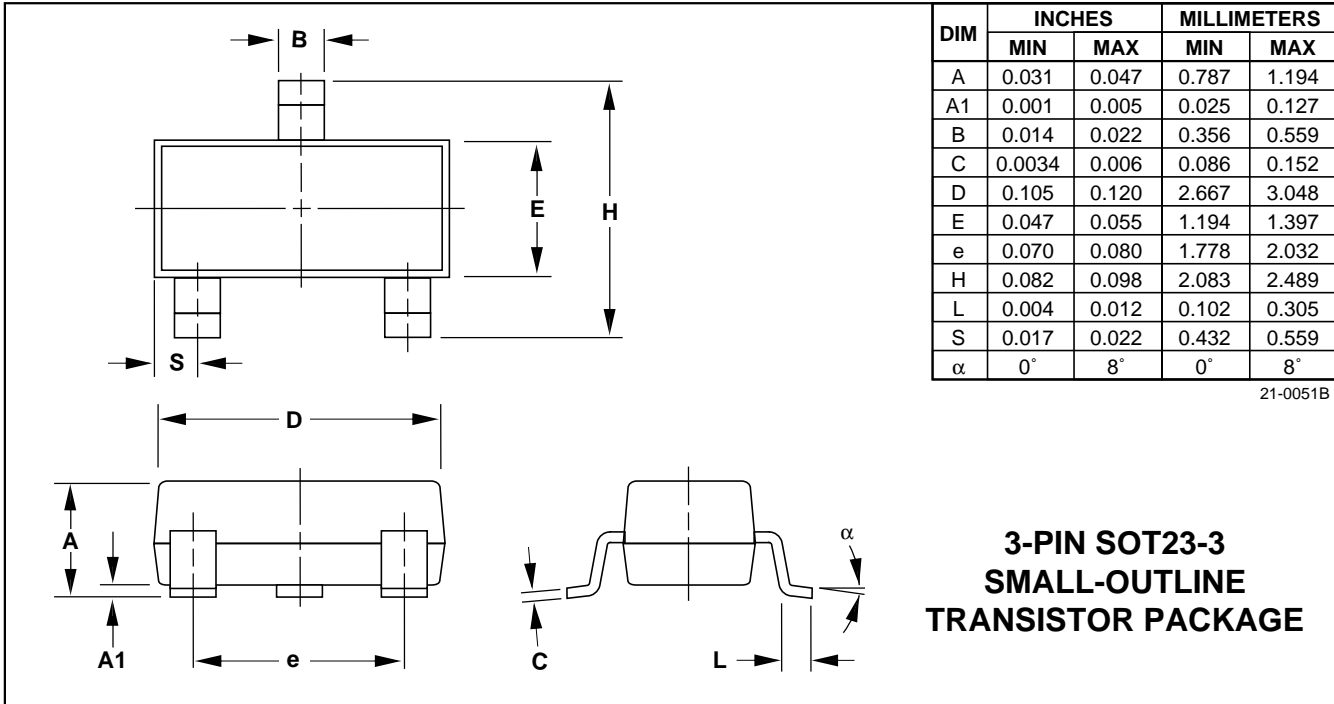 B
E
H
S
D
A
A1
e
C
L
α
DIM INCHES MILLIMETERS
MIN MAX MIN MAX
A 0.031 0.047 0.787 1.194
A1 0.001 0.005 0.025 0.127
B 0.014 0.022 0.356 0.559
C 0.0034 0.006 0.086 0.152
D 0.105 0.120 2.667 3.048
E 0.047 0.055 1.194 1.397
e 0.070 0.080 1.778 2.032
H 0.082 0.098 2.083 2.489
L 0.004 0.012 0.102 0.305
S 0.017 0.022 0.432 0.559
α 0° 8° 0° 8°
21-0051B
3-PIN SOT23-3
SMALL-OUTLINE
TRANSISTOR PACKAGE